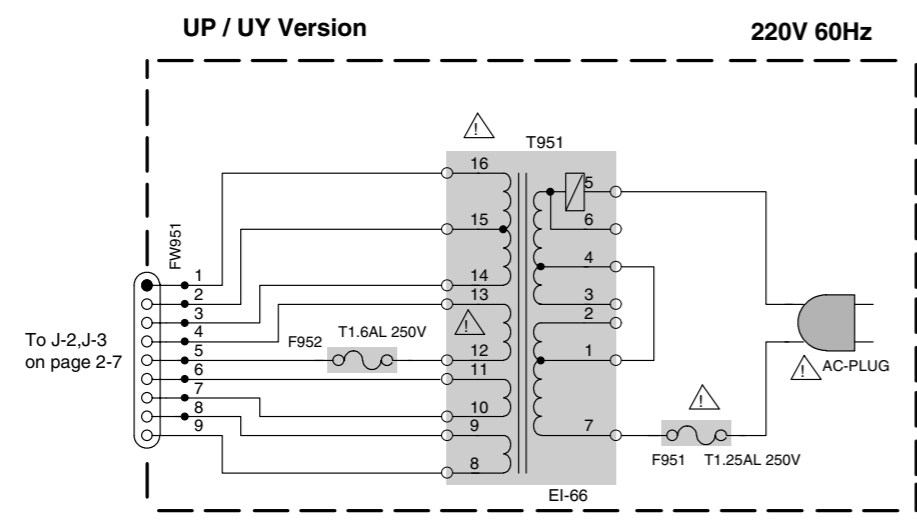 UP / UY Version
220V 60Hz
!
T951
16
5
15
6
FW951
4
1
14
2
13
3
3
2
To J-2,J-3
on page 2-7
4
F952
T1.6AL 250V
!
5
12
1
!
AC-PLUG
6
11
7
10
!
8
9
7
9
8
F951
T1.25AL 250V
EI-66